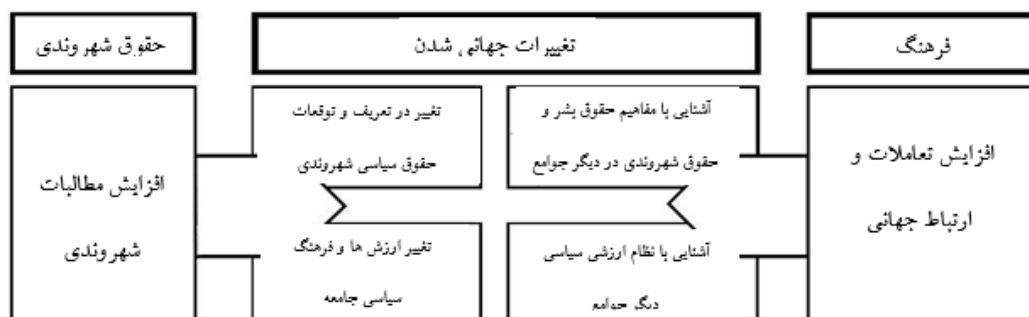 فرهنگ
تغییرات جهانی شدن
حقوق شهروندی
افزایش تعاملات و
ارتباط جهانی
آشنایی با مفاهیم حقوق بشر و
حقوق شهروندی در دیگر جوامع
آشنایی با نظام ارزشی سیاسی
دیگر جوامع
تغییر در تعریف و توقعات
حقوق سیاسی شهروندی
تغییر ارزش ها و فرهنگ
سیاسی جامعه
افزایش مطالبات
شهروندی